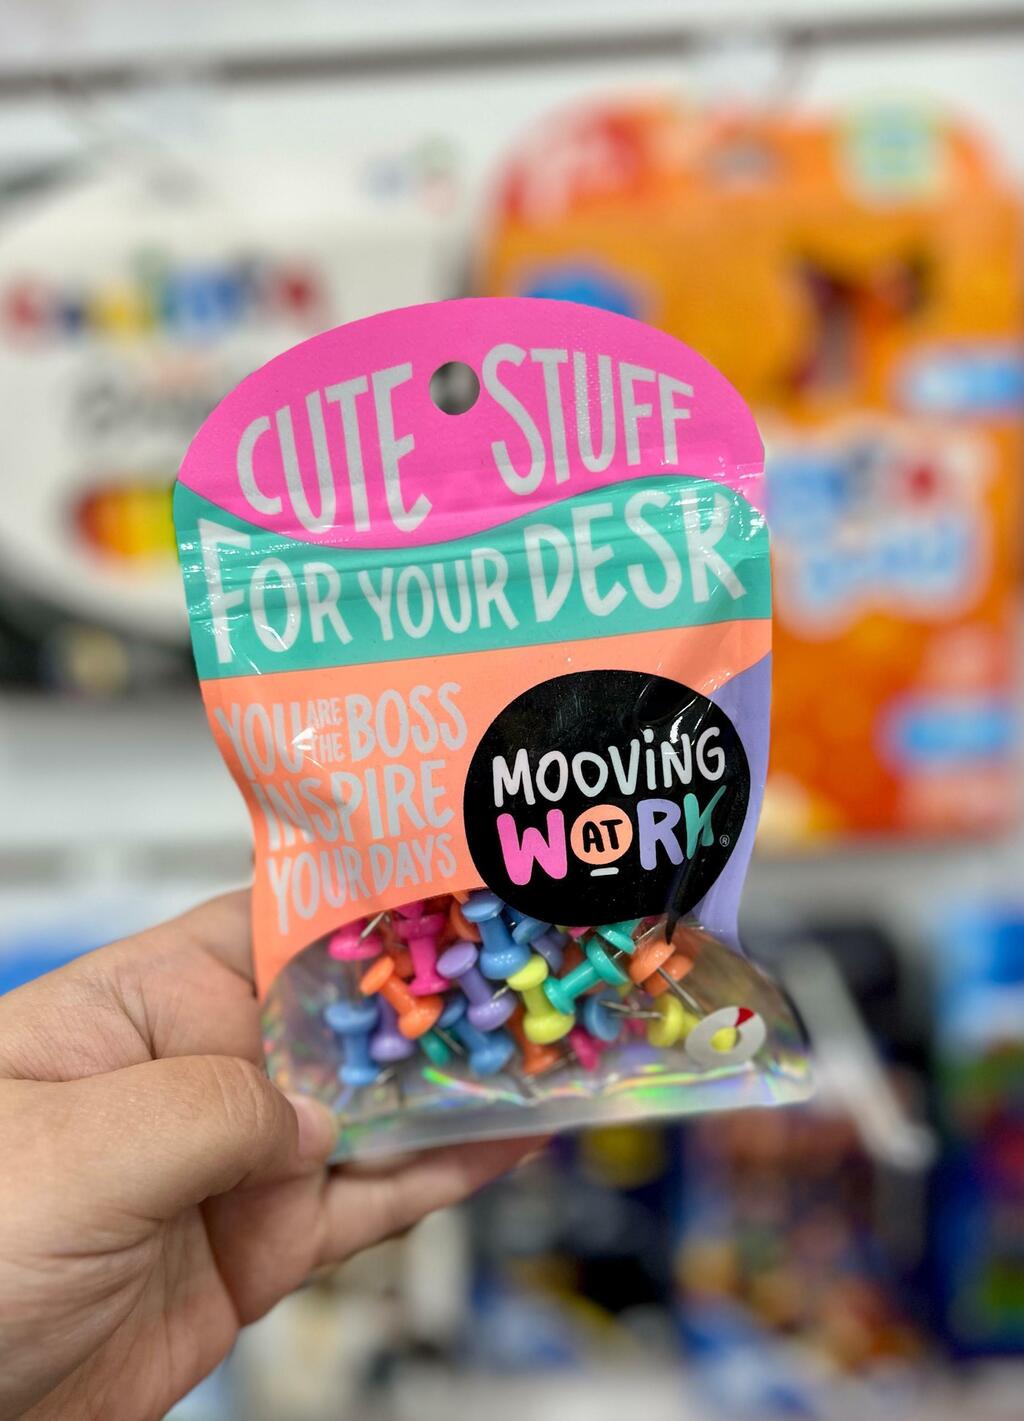 CUTE STUFF
FOR YOUR DESK
YOU ARE THE BOSS
INSPIRE
YOUR DAYS
MOOVING
WORK
AT
®